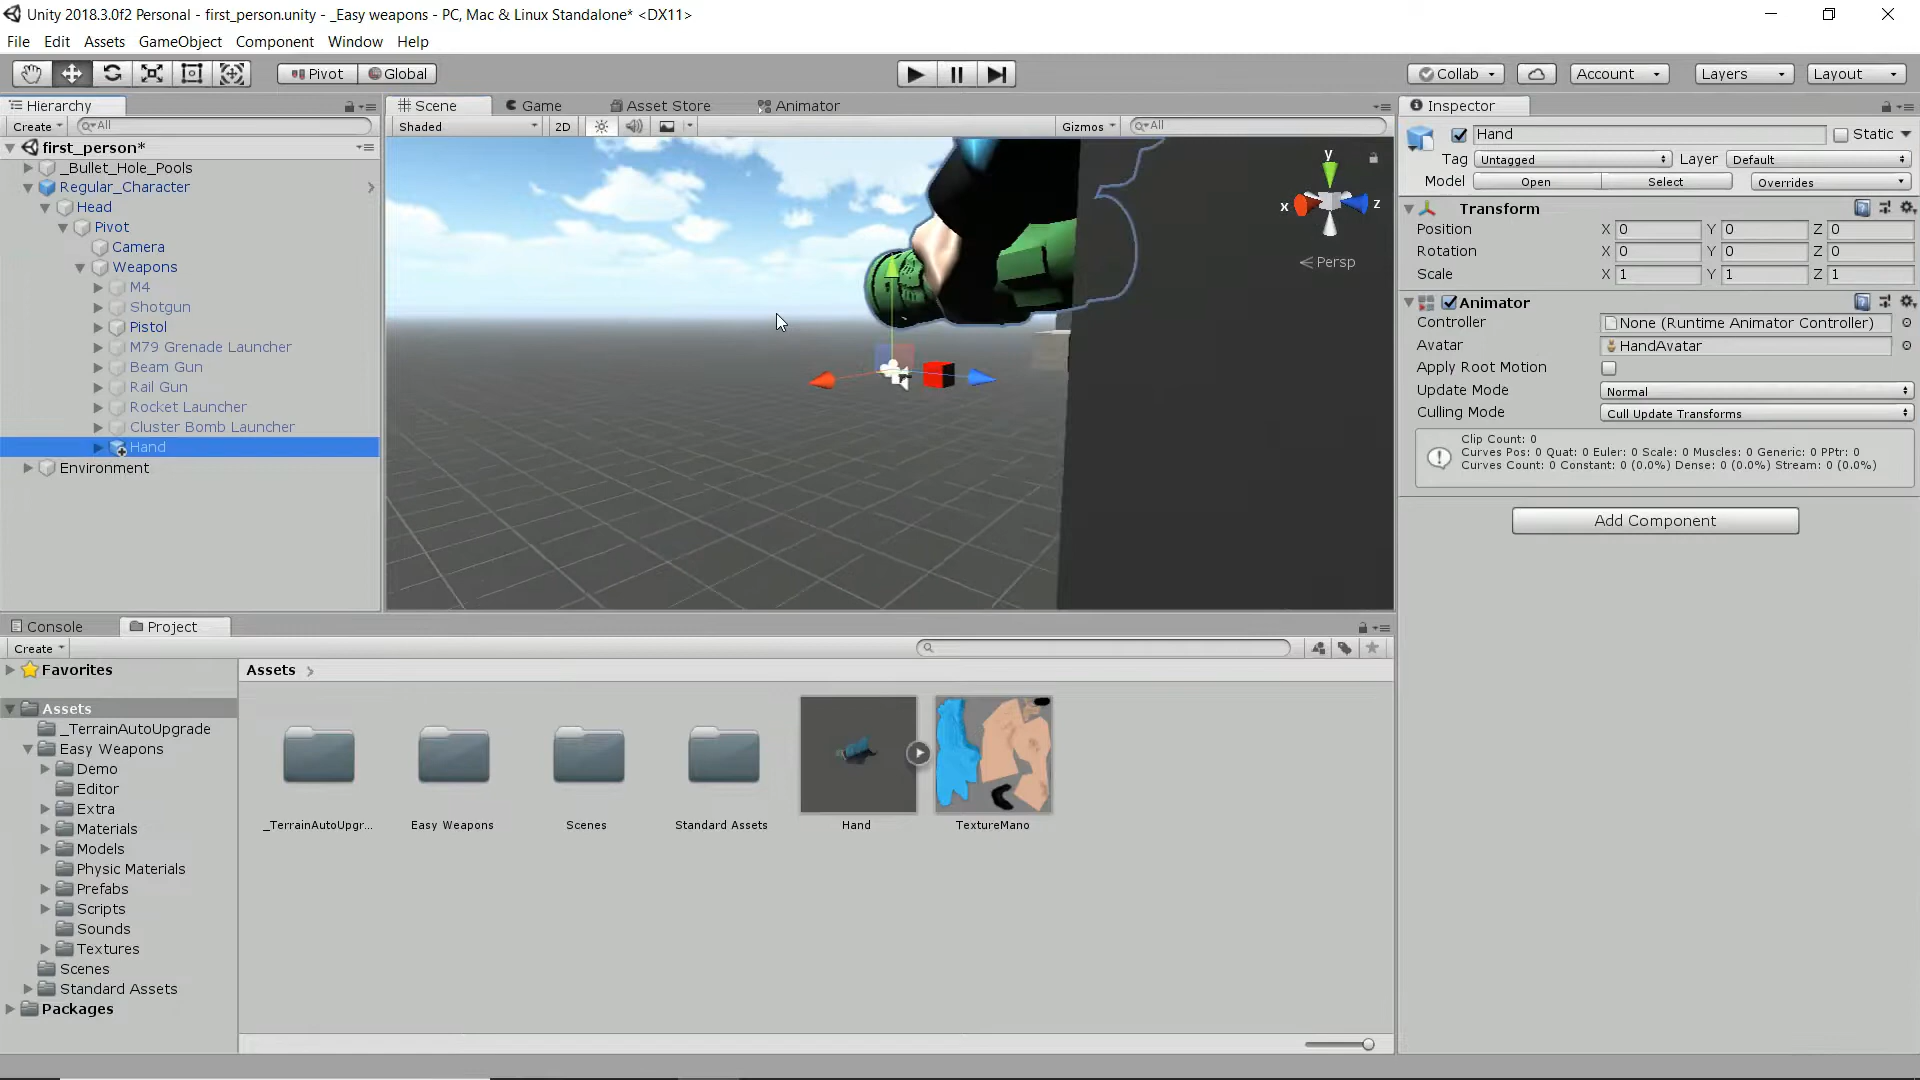 Unity 2018.3.0f2 Personal - first_person.unity - _Easy weapons - PC, Mac & Linux Standalone* <DX11>
File Edit Assets GameObject Component Window Help
Pivot Global Collab Account Layers Layout
Hierarchy
Create All
first_person*
_Bullet_Hole_Pools
Regular_Character
Head
Pivot
Camera
Weapons
M4
Shotgun
Pistol
M79 Grenade Launcher
Beam Gun
Rail Gun
Rocket Launcher
Cluster Bomb Launcher
Hand
Environment
Scene Game Asset Store Animator
Shaded 2D Gizmos All
y
x z
Persp
Inspector
Hand Static
Tag Untagged Layer Default
Model Open Select Overrides
Transform
Position X 0 Y 0 Z 0
Rotation X 0 Y 0 Z 0
Scale X 1 Y 1 Z 1
Animator
Controller None (Runtime Animator Controller)
Avatar HandAvatar
Apply Root Motion
Update Mode Normal
Culling Mode Cull Update Transforms
Clip Count: 0
Curves Pos: 0 Quat: 0 Euler: 0 Scale: 0 Muscles: 0 Generic: 0 PPtr: 0
Curves Count: 0 Constant: 0 (0.0%) Dense: 0 (0.0%) Stream: 0 (0.0%)
Add Component
Console Project
Create
Favorites
Assets
_TerrainAutoUpgrade
Easy Weapons
Demo
Editor
Extra
Materials
Models
Physic Materials
Prefabs
Scripts
Sounds
Textures
Scenes
Standard Assets
Packages
Assets
_TerrainAutoUpgr... Easy Weapons Scenes Standard Assets Hand TextureMano